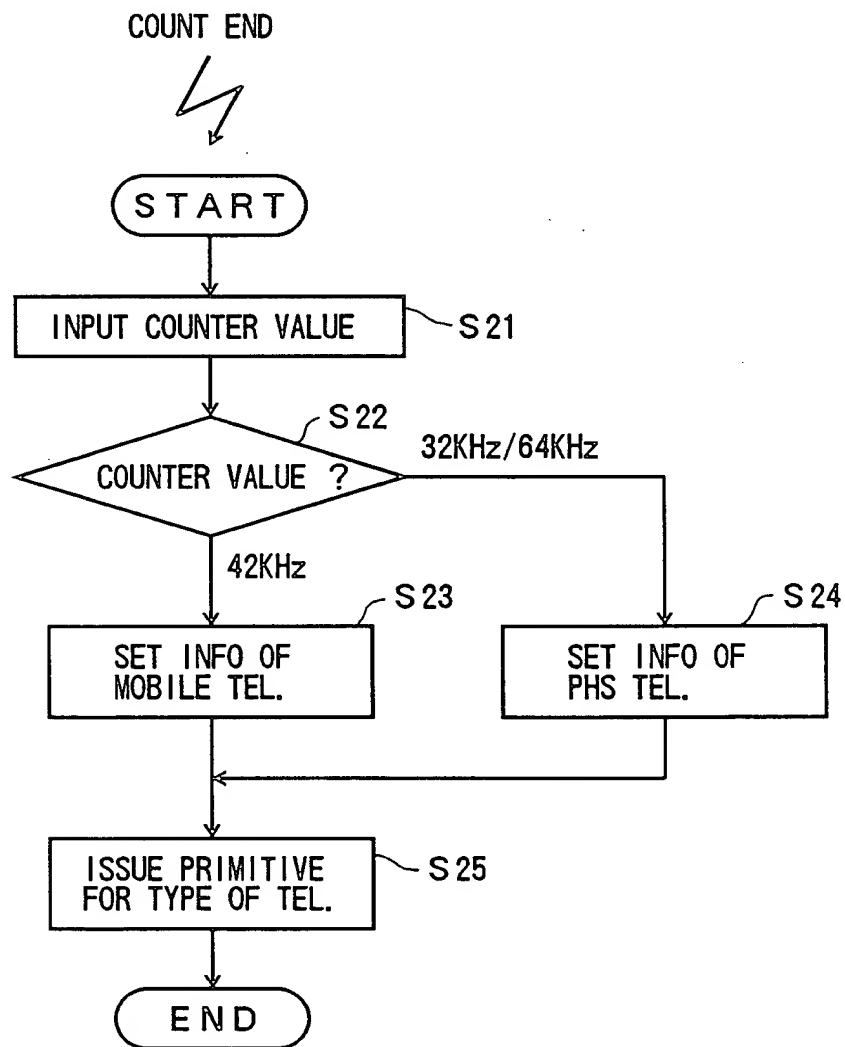 COUNT END
START
INPUT COUNTER VALUE
S21
S22
COUNTER VALUE ?
32KHz/64KHz
42KHz
S23
SET INFO OF
MOBILE TEL.
S24
SET INFO OF
PHS TEL.
ISSUE PRIMITIVE
FOR TYPE OF TEL.
S25
END